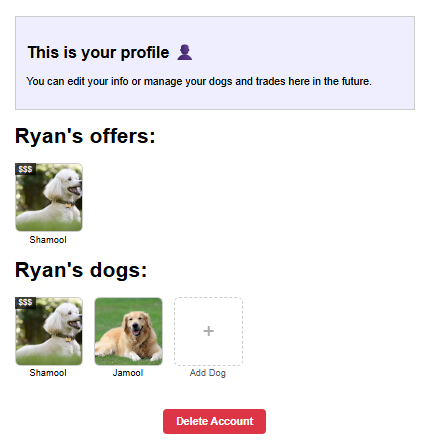 This is your profile
You can edit your info or manage your dogs and trades here in the future.
Ryan's offers:
$$$
Shamool
Ryan's dogs:
$$$
Shamool
Jamool
+
Add Dog
Delete Account